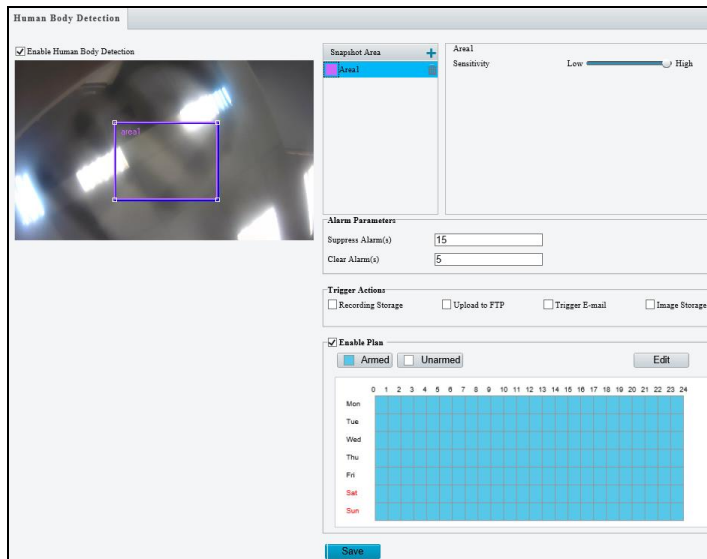 Human Body Detection
Enable Human Body Detection
area1
Snapshot Area +
Area1
Area1
Sensitivity Low High
Alarm Parameters
Suppress Alarm(s) 15
Clear Alarm(s) 5
Trigger Actions
Recording Storage Upload to FTP Trigger E-mail Image Storage
Enable Plan
Armed Unarmed Edit
0 1 2 3 4 5 6 7 8 9 10 11 12 13 14 15 16 17 18 19 20 21 22 23 24
Mon
Tue
Wed
Thu
Fri
Sat
Sun
Save